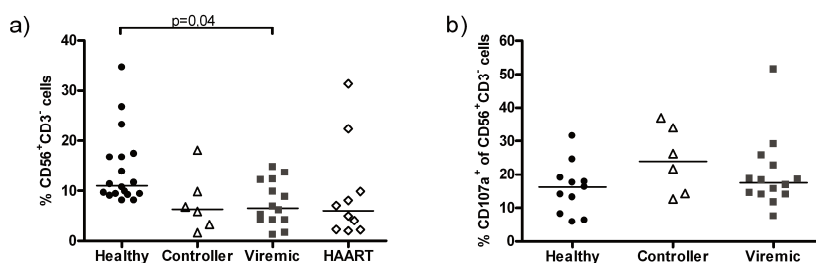 a)
p=0.04
% CD56⁺CD3⁻ cells
40
30
20
10
0
Healthy Controller Viremic HAART
b)
% CD107a⁺ of CD56⁺CD3⁻ cells
60
50
40
30
20
10
0
Healthy Controller Viremic